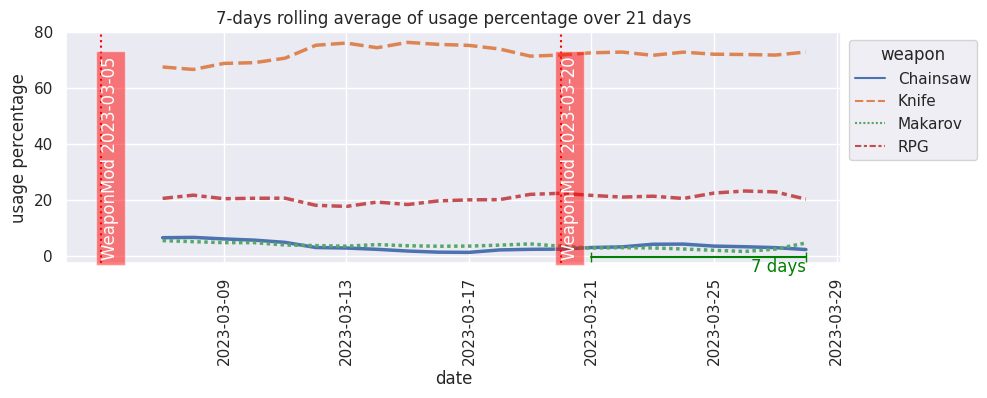 7-days rolling average of usage percentage over 21 days
usage percentage
80
60
40
20
0
WeaponMod 2023-03-05
WeaponMod 2023-03-20
7 days
2023-03-09
2023-03-13
2023-03-17
2023-03-21
2023-03-25
2023-03-29
date
weapon
Chainsaw
Knife
Makarov
RPG